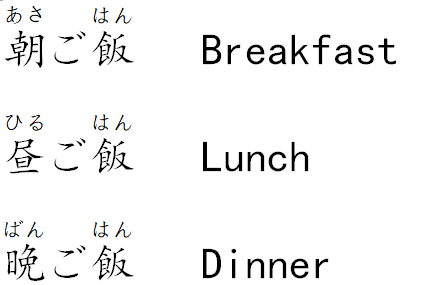 あさ はん
朝ご飯 Breakfast
ひる はん
昼ご飯 Lunch
ばん はん
晩ご飯 Dinner